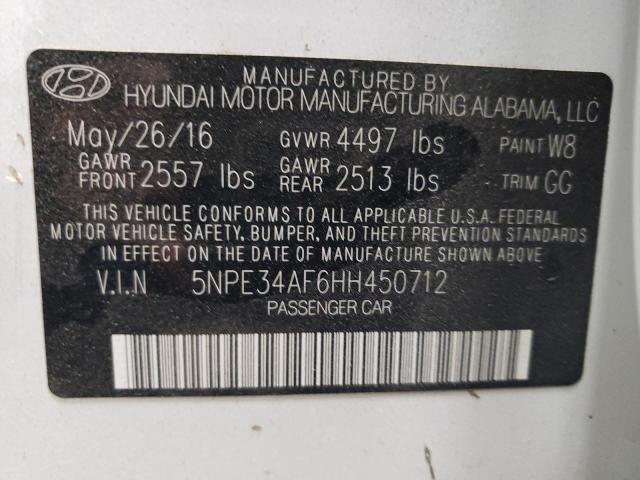 MANUFACTURED BY
HYUNDAI MOTOR MANUFACTURING ALABAMA, LLC
May/26/16 GVWR 4497 lbs PAINT W8
GAWR FRONT 2557 lbs GAWR REAR 2513 lbs TRIM GG
THIS VEHICLE CONFORMS TO ALL APPLICABLE U.S.A. FEDERAL
MOTOR VEHICLE SAFETY, BUMPER, AND THEFT PREVENTION STANDARDS
IN EFFECT ON THE DATE OF MANUFACTURE SHOWN ABOVE
V.I.N 5NPE34AF6HH450712
PASSENGER CAR